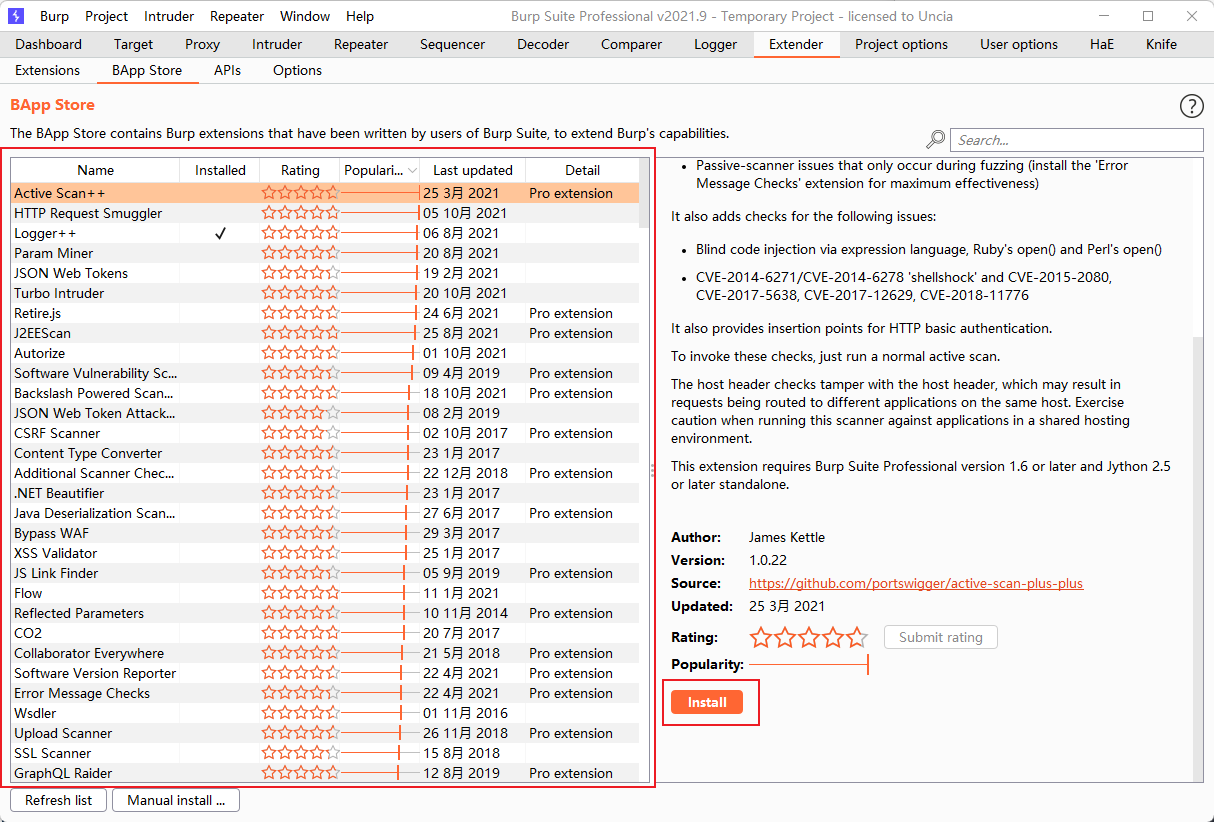 Burp Project Intruder Repeater Window Help Burp Suite Professional v2021.9 - Temporary Project - licensed to Uncia
Dashboard Target Proxy Intruder Repeater Sequencer Decoder Comparer Logger Extender Project options User options HaE Knife
Extensions BApp Store APIs Options
BApp Store
The BApp Store contains Burp extensions that have been written by users of Burp Suite, to extend Burp's capabilities.
Search...
Name Installed Rating Populari... Last updated Detail
Active Scan++ 25 3月 2021 Pro extension
HTTP Request Smuggler 05 10月 2021
Logger++ ✓ 06 8月 2021
Param Miner 20 8月 2021
JSON Web Tokens 19 2月 2021
Turbo Intruder 20 10月 2021
Retire.js 24 6月 2021 Pro extension
J2EEScan 25 8月 2021 Pro extension
Autorize 01 10月 2021
Software Vulnerability Sc... 09 4月 2019 Pro extension
Backslash Powered Scan... 18 10月 2021 Pro extension
JSON Web Token Attack... 08 2月 2019
CSRF Scanner 02 10月 2017 Pro extension
Content Type Converter 23 1月 2017
Additional Scanner Chec... 22 12月 2018 Pro extension
.NET Beautifier 23 1月 2017
Java Deserialization Scan... 27 6月 2017 Pro extension
Bypass WAF 29 3月 2017
XSS Validator 25 1月 2017
JS Link Finder 05 9月 2019 Pro extension
Flow 11 1月 2021
Reflected Parameters 10 11月 2014 Pro extension
CO2 20 7月 2017
Collaborator Everywhere 21 5月 2018 Pro extension
Software Version Reporter 22 4月 2021 Pro extension
Error Message Checks 22 4月 2021 Pro extension
Wsdler 01 11月 2016
Upload Scanner 26 11月 2018 Pro extension
SSL Scanner 15 8月 2018
GraphQL Raider 12 8月 2019 Pro extension
• Passive-scanner issues that only occur during fuzzing (install the 'Error
Message Checks' extension for maximum effectiveness)
It also adds checks for the following issues:
• Blind code injection via expression language, Ruby's open() and Perl's open()
• CVE-2014-6271/CVE-2014-6278 'shellshock' and CVE-2015-2080,
CVE-2017-5638, CVE-2017-12629, CVE-2018-11776
It also provides insertion points for HTTP basic authentication.
To invoke these checks, just run a normal active scan.
The host header checks tamper with the host header, which may result in
requests being routed to different applications on the same host. Exercise
caution when running this scanner against applications in a shared hosting
environment.
This extension requires Burp Suite Professional version 1.6 or later and Jython 2.5
or later standalone.
Author: James Kettle
Version: 1.0.22
Source: https://github.com/portswigger/active-scan-plus-plus
Updated: 25 3月 2021
Rating: Submit rating
Popularity:
Install
Refresh list Manual install ...